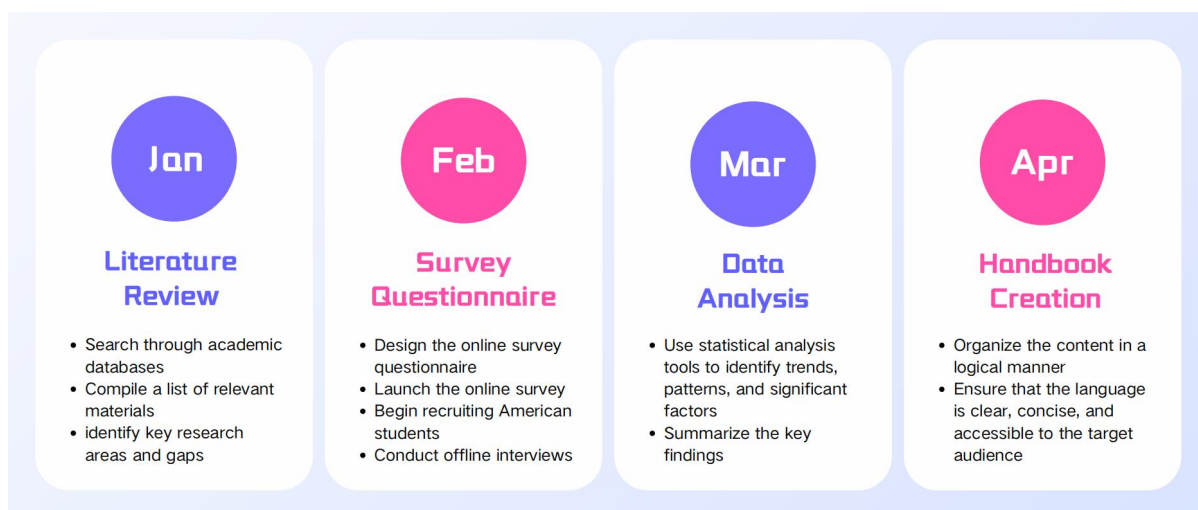 Jan
Literature
Review
• Search through academic
databases
• Compile a list of relevant
materials
• identify key research
areas and gaps
Feb
Survey
Questionnaire
• Design the online survey
questionnaire
• Launch the online survey
• Begin recruiting American
students
• Conduct offline interviews
Mar
Data
Analysis
• Use statistical analysis
tools to identify trends,
patterns, and significant
factors
• Summarize the key
findings
Apr
Handbook
Creation
• Organize the content in a
logical manner
• Ensure that the language
is clear, concise, and
accessible to the target
audience